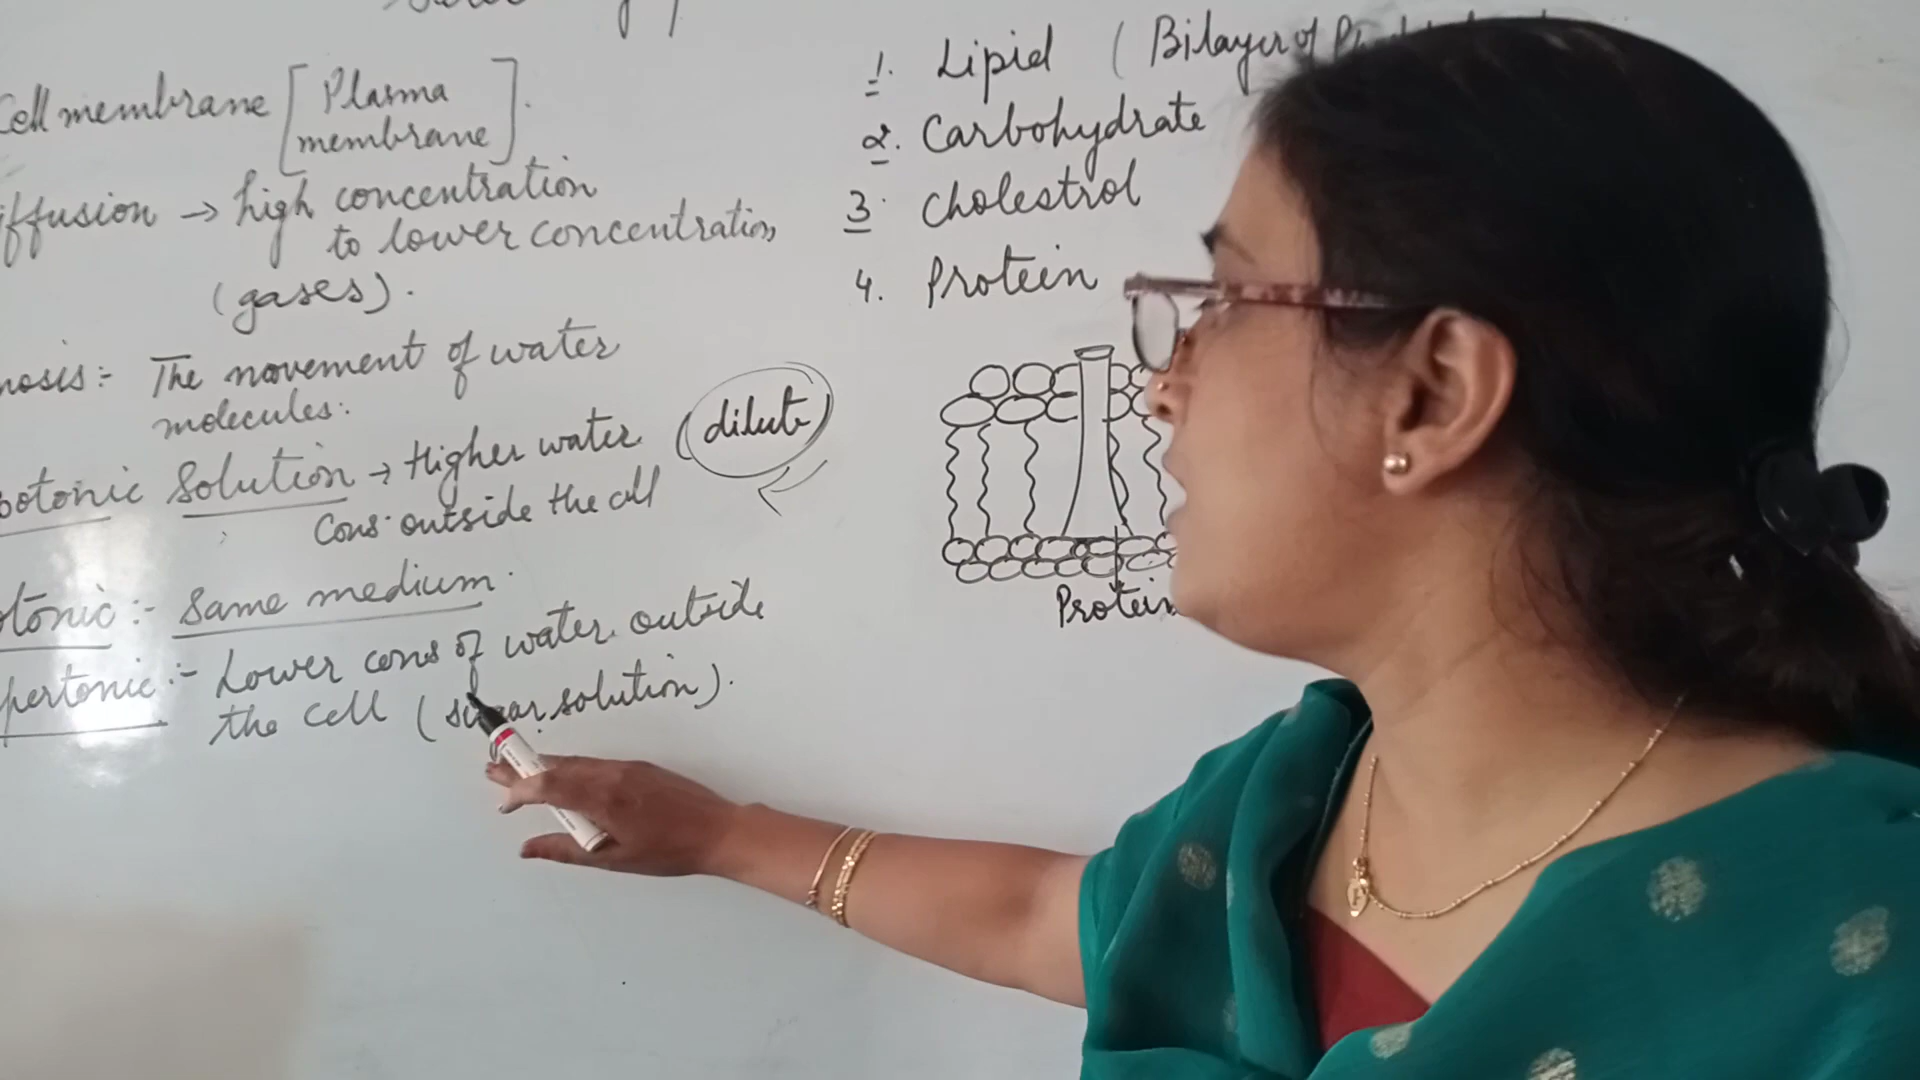 Cell membrane [Plasma
membrane].
iffusion → high concentration
to lower concentration
(gases).
nosis:- The movement of water
molecules:
potonic Solution → Higher water
Cons. outside the cell
dilute
otonic:- Same medium.
pertonic:- Lower cons of water outside
the cell (sugar solution).
1. Lipid (Bilayer of
2. Carbohydrate
3. Cholestrol
4. Protein
Protein